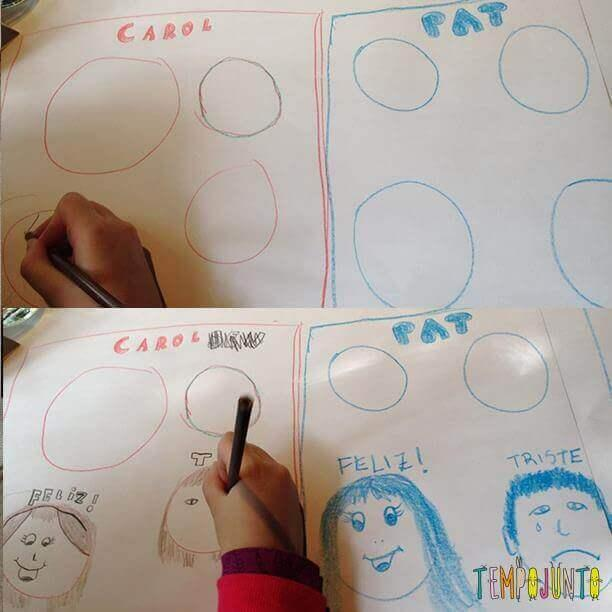 CAROL
PAT
CAROL
PAT
FELIZ!
T
FELIZ!
TRISTE
TEMPOJUNTO